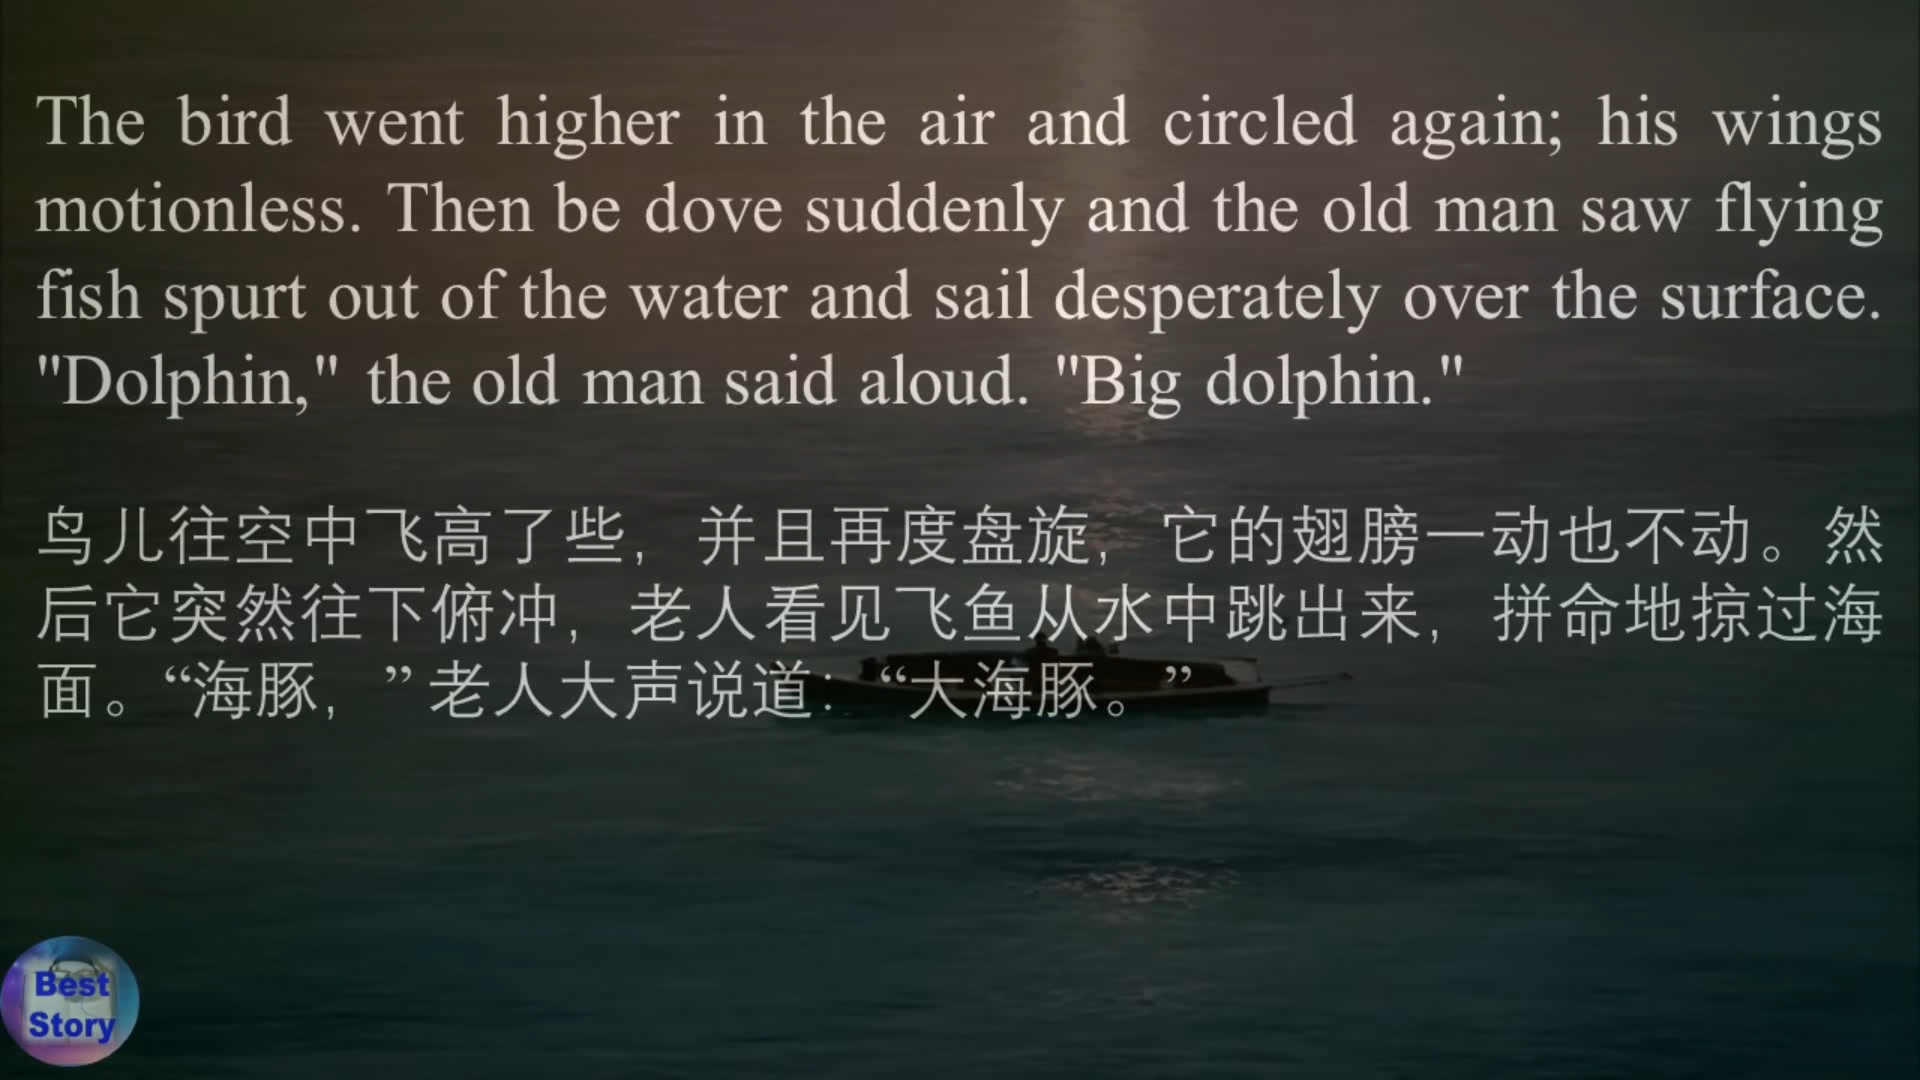 The bird went higher in the air and circled again; his wings
motionless. Then be dove suddenly and the old man saw flying
fish spurt out of the water and sail desperately over the surface.
"Dolphin," the old man said aloud. "Big dolphin."
鸟儿往空中飞高了些，并且再度盘旋，它的翅膀一动也不动。然
后它突然往下俯冲，老人看见飞鱼从水中跳出来，拼命地掠过海
面。“海豚，”老人大声说道：“大海豚。”
Best
Story